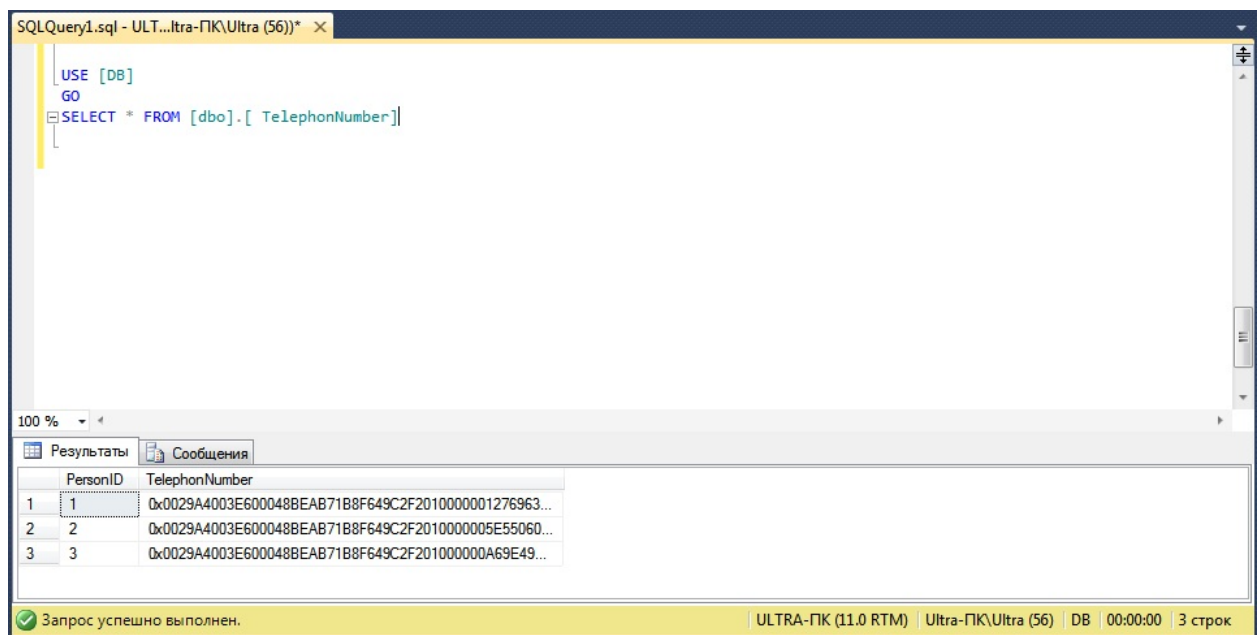 SQLQuery1.sql - ULT...ltra-ПК\Ultra (56))* ×
USE [DB]
GO
SELECT * FROM [dbo].[ TelephonNumber]
100 %
Результаты Сообщения
PersonID TelephonNumber
1 1 0x0029A4003E600048BEAB71B8F649C2F2010000001276963...
2 2 0x0029A4003E600048BEAB71B8F649C2F2010000005E55060...
3 3 0x0029A4003E600048BEAB71B8F649C2F201000000A69E49...
Запрос успешно выполнен. ULTRA-ПК (11.0 RTM) Ultra-ПК\Ultra (56) DB 00:00:00 3 строк